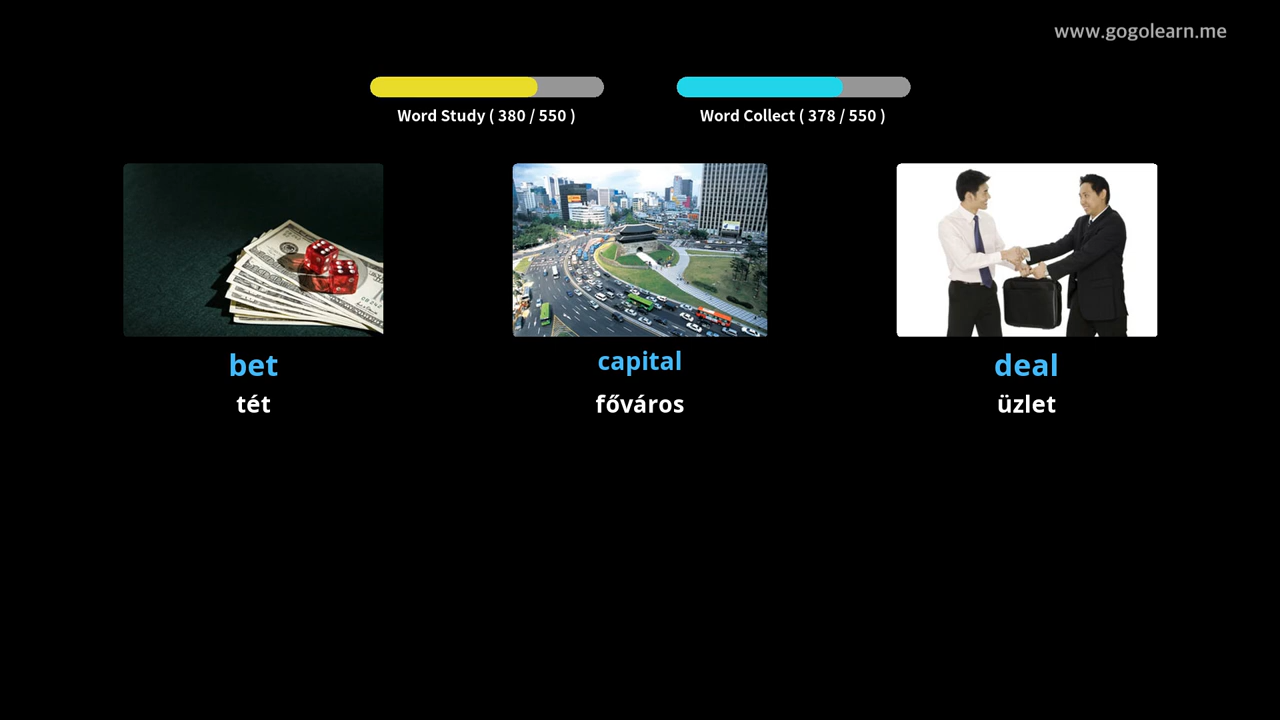 www.gogolearn.me
Word Study ( 380 / 550 )
Word Collect ( 378 / 550 )
bet
capital
deal
tét
főváros
üzlet